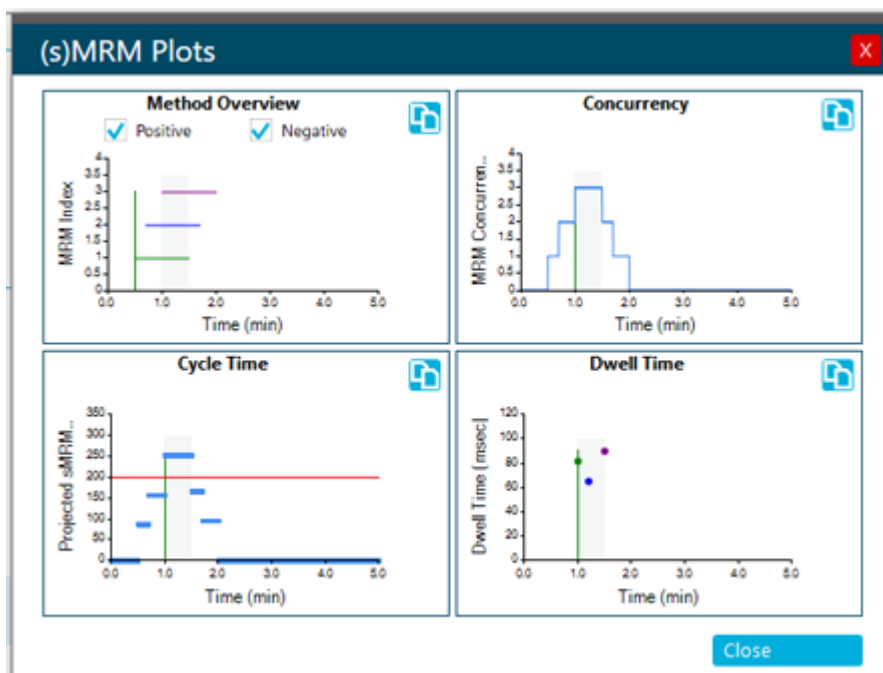 (s)MRM Plots
X
Method Overview
Positive Negative
MRM Index
4
3.5
3
2.5
2
1.5
1
0.5
0
0.0 1.0 2.0 3.0 4.0 5.0
Time (min)
Concurrency
MRM Concurren..
4
3.5
3
2.5
2
1.5
1
0.5
0
0.0 1.0 2.0 3.0 4.0 5.0
Time (min)
Cycle Time
Projected sMRM...
350
300
250
200
150
100
50
0
0.0 1.0 2.0 3.0 4.0 5.0
Time (min)
Dwell Time
Dwell Time [msec]
120
100
80
60
40
20
0
0.0 1.0 2.0 3.0 4.0 5.0
Time (min)
Close